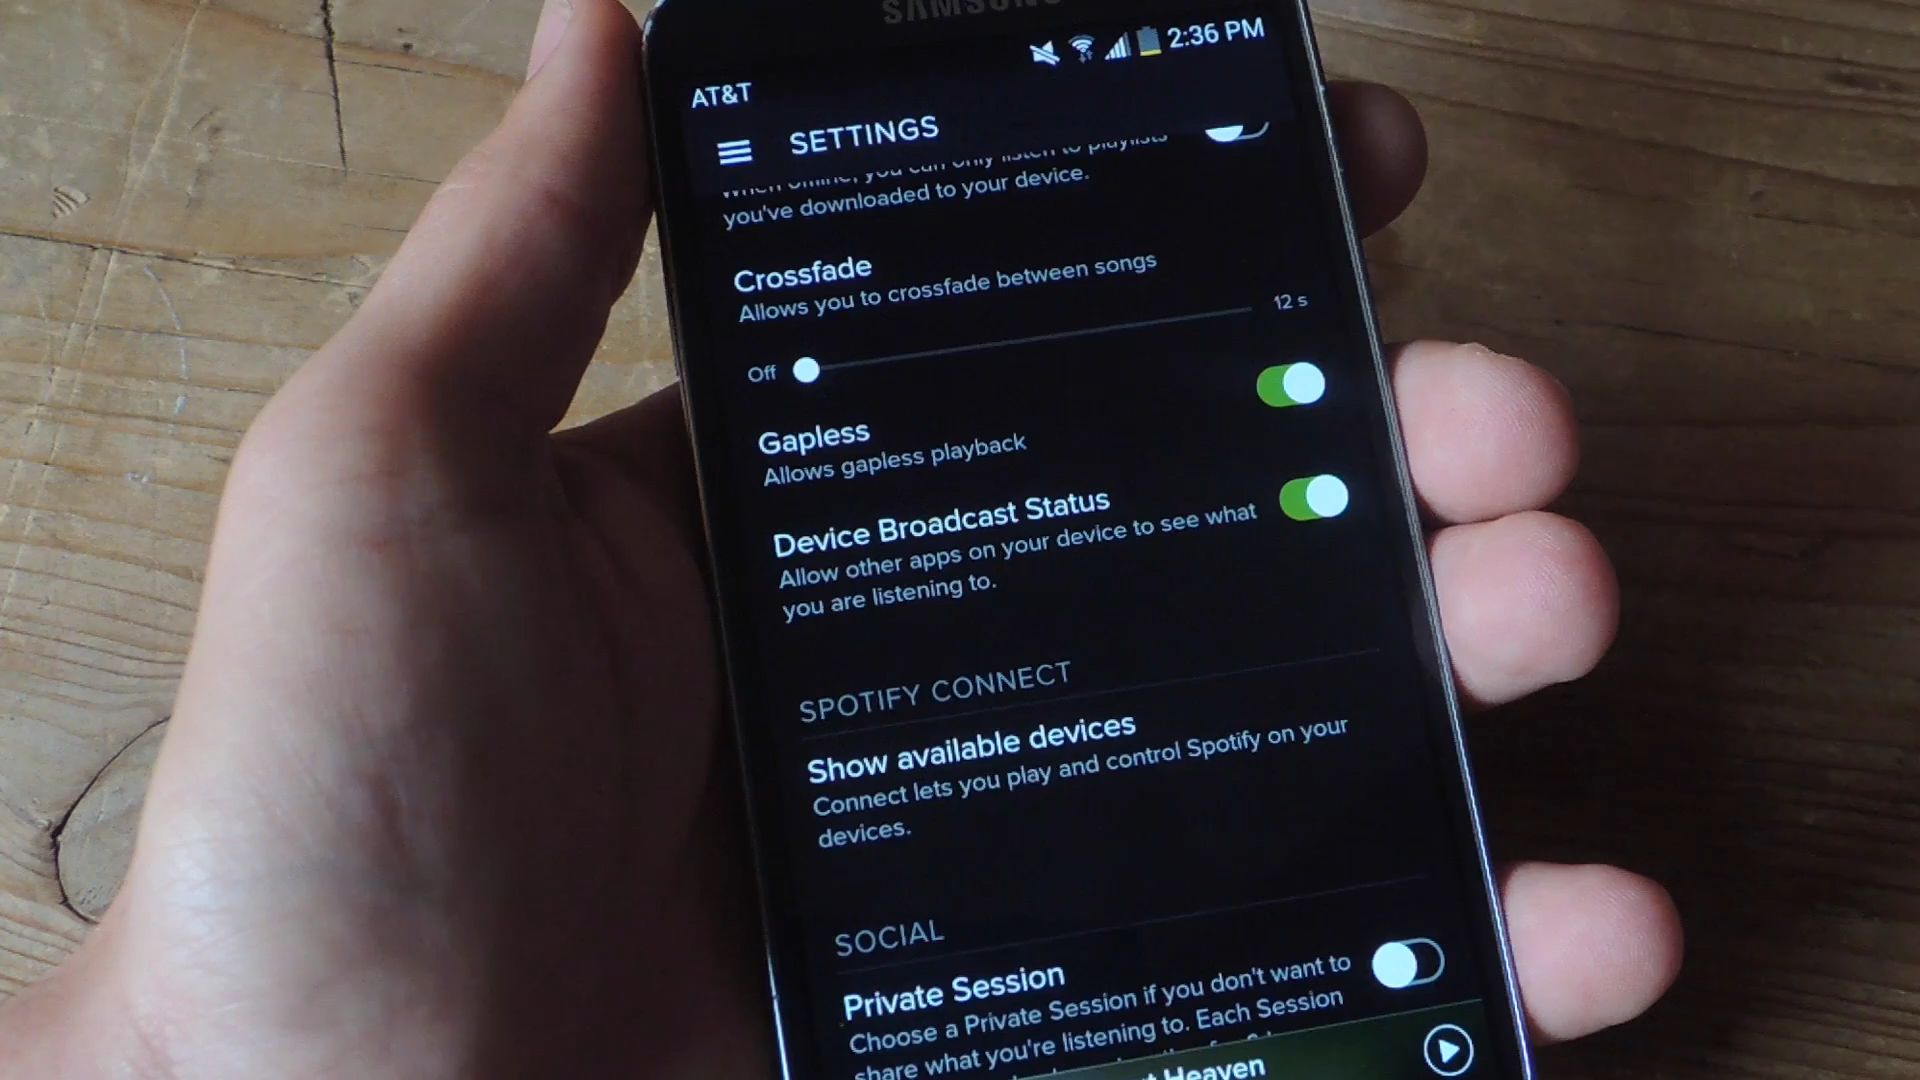 SAMSUNG
2:36 PM
AT&T
SETTINGS
When offline, you can only listen to playlists
you've downloaded to your device.
Crossfade
Allows you to crossfade between songs
Off
12 s
Gapless
Allows gapless playback
Device Broadcast Status
Allow other apps on your device to see what
you are listening to.
SPOTIFY CONNECT
Show available devices
Connect lets you play and control Spotify on your
devices.
SOCIAL
Private Session
Choose a Private Session if you don't want to
share what you're listening to. Each Session
Heaven